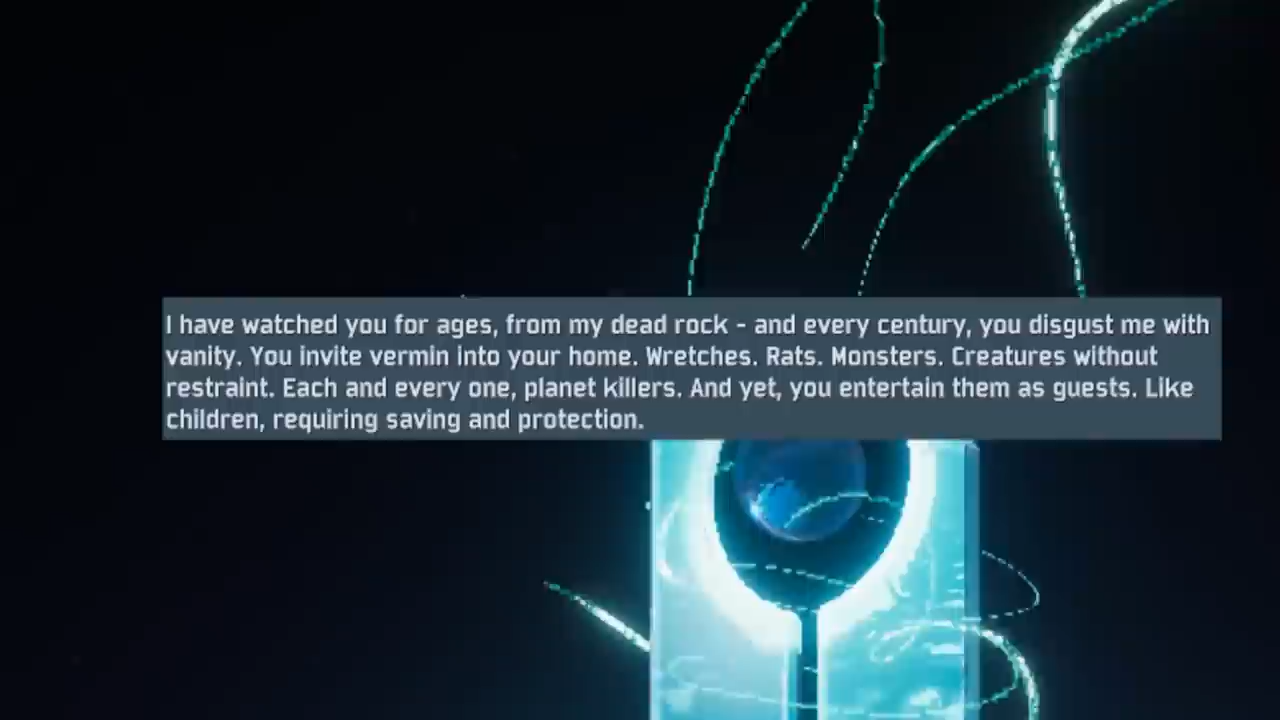 I have watched you for ages, from my dead rock - and every century, you disgust me with
vanity. You invite vermin into your home. Wretches. Rats. Monsters. Creatures without
restraint. Each and every one, planet killers. And yet, you entertain them as guests. Like
children, requiring saving and protection.